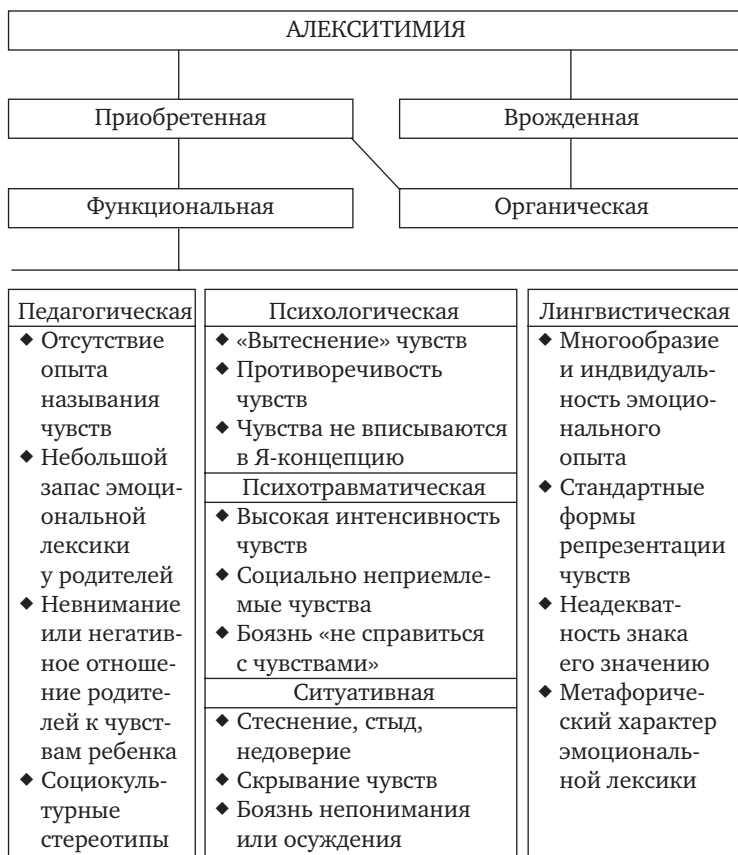 АЛЕКСИТИМИЯ
Приобретенная
Врожденная
Функциональная
Органическая
Педагогическая
◆ Отсутствие
опыта
называния
чувств
◆ Небольшой
запас эмоци-
ональной
лексики
у родителей
◆ Невнимание
или негатив-
ное отноше-
ние родите-
лей к чувст-
вам ребенка
◆ Социокуль-
турные
стереотипы
Психологическая
◆ «Вытеснение» чувств
◆ Противоречивость
чувств
◆ Чувства не вписываются
в Я-концепцию
Психотравматическая
◆ Высокая интенсивность
чувств
◆ Социально неприемле-
мые чувства
◆ Боязнь «не справиться
с чувствами»
Ситуативная
◆ Стеснение, стыд,
недоверие
◆ Скрывание чувств
◆ Боязнь непонимания
или осуждения
Лингвистическая
◆ Многообразие
и индвидуаль-
ность эмоцио-
нального
опыта
◆ Стандартные
формы
репрезентации
чувств
◆ Неадекват-
ность знака
его значению
◆ Метафориче-
ский характер
эмоциональ-
ной лексики